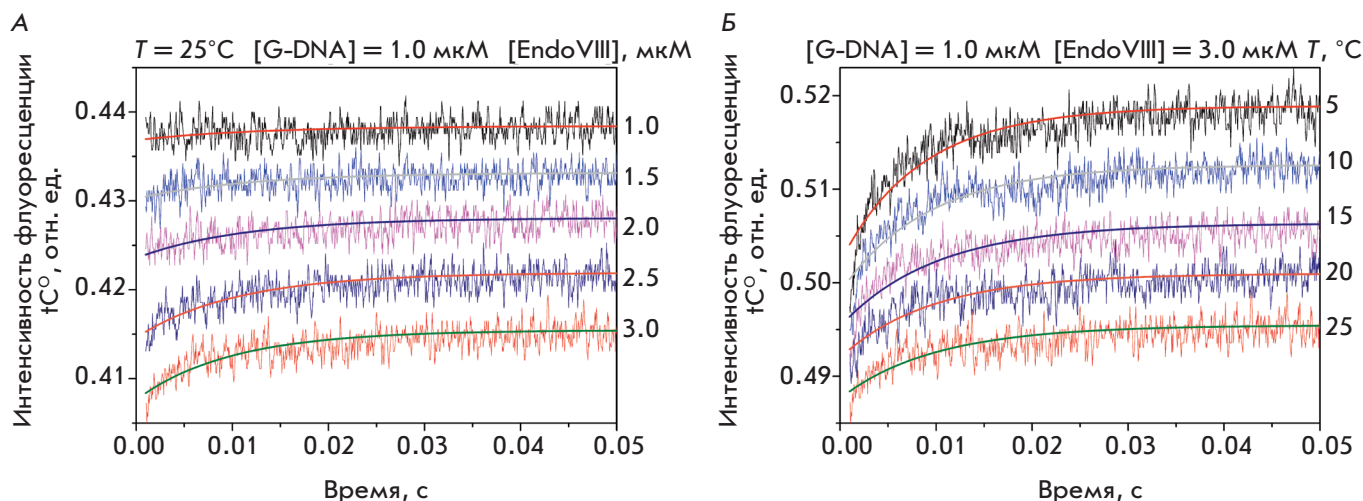 А
T = 25°C [G-DNA] = 1.0 мкМ [EndoVIII], мкМ
Интенсивность флуоресценции
tC°, отн. ед.
0.44
0.43
0.42
0.41
1.0
1.5
2.0
2.5
3.0
0.00 0.01 0.02 0.03 0.04 0.05
Время, с
Б
[G-DNA] = 1.0 мкМ [EndoVIII] = 3.0 мкМ T, °C
Интенсивность флуоресценции
tC°, отн. ед.
0.52
0.51
0.50
0.49
5
10
15
20
25
0.00 0.01 0.02 0.03 0.04 0.05
Время, с